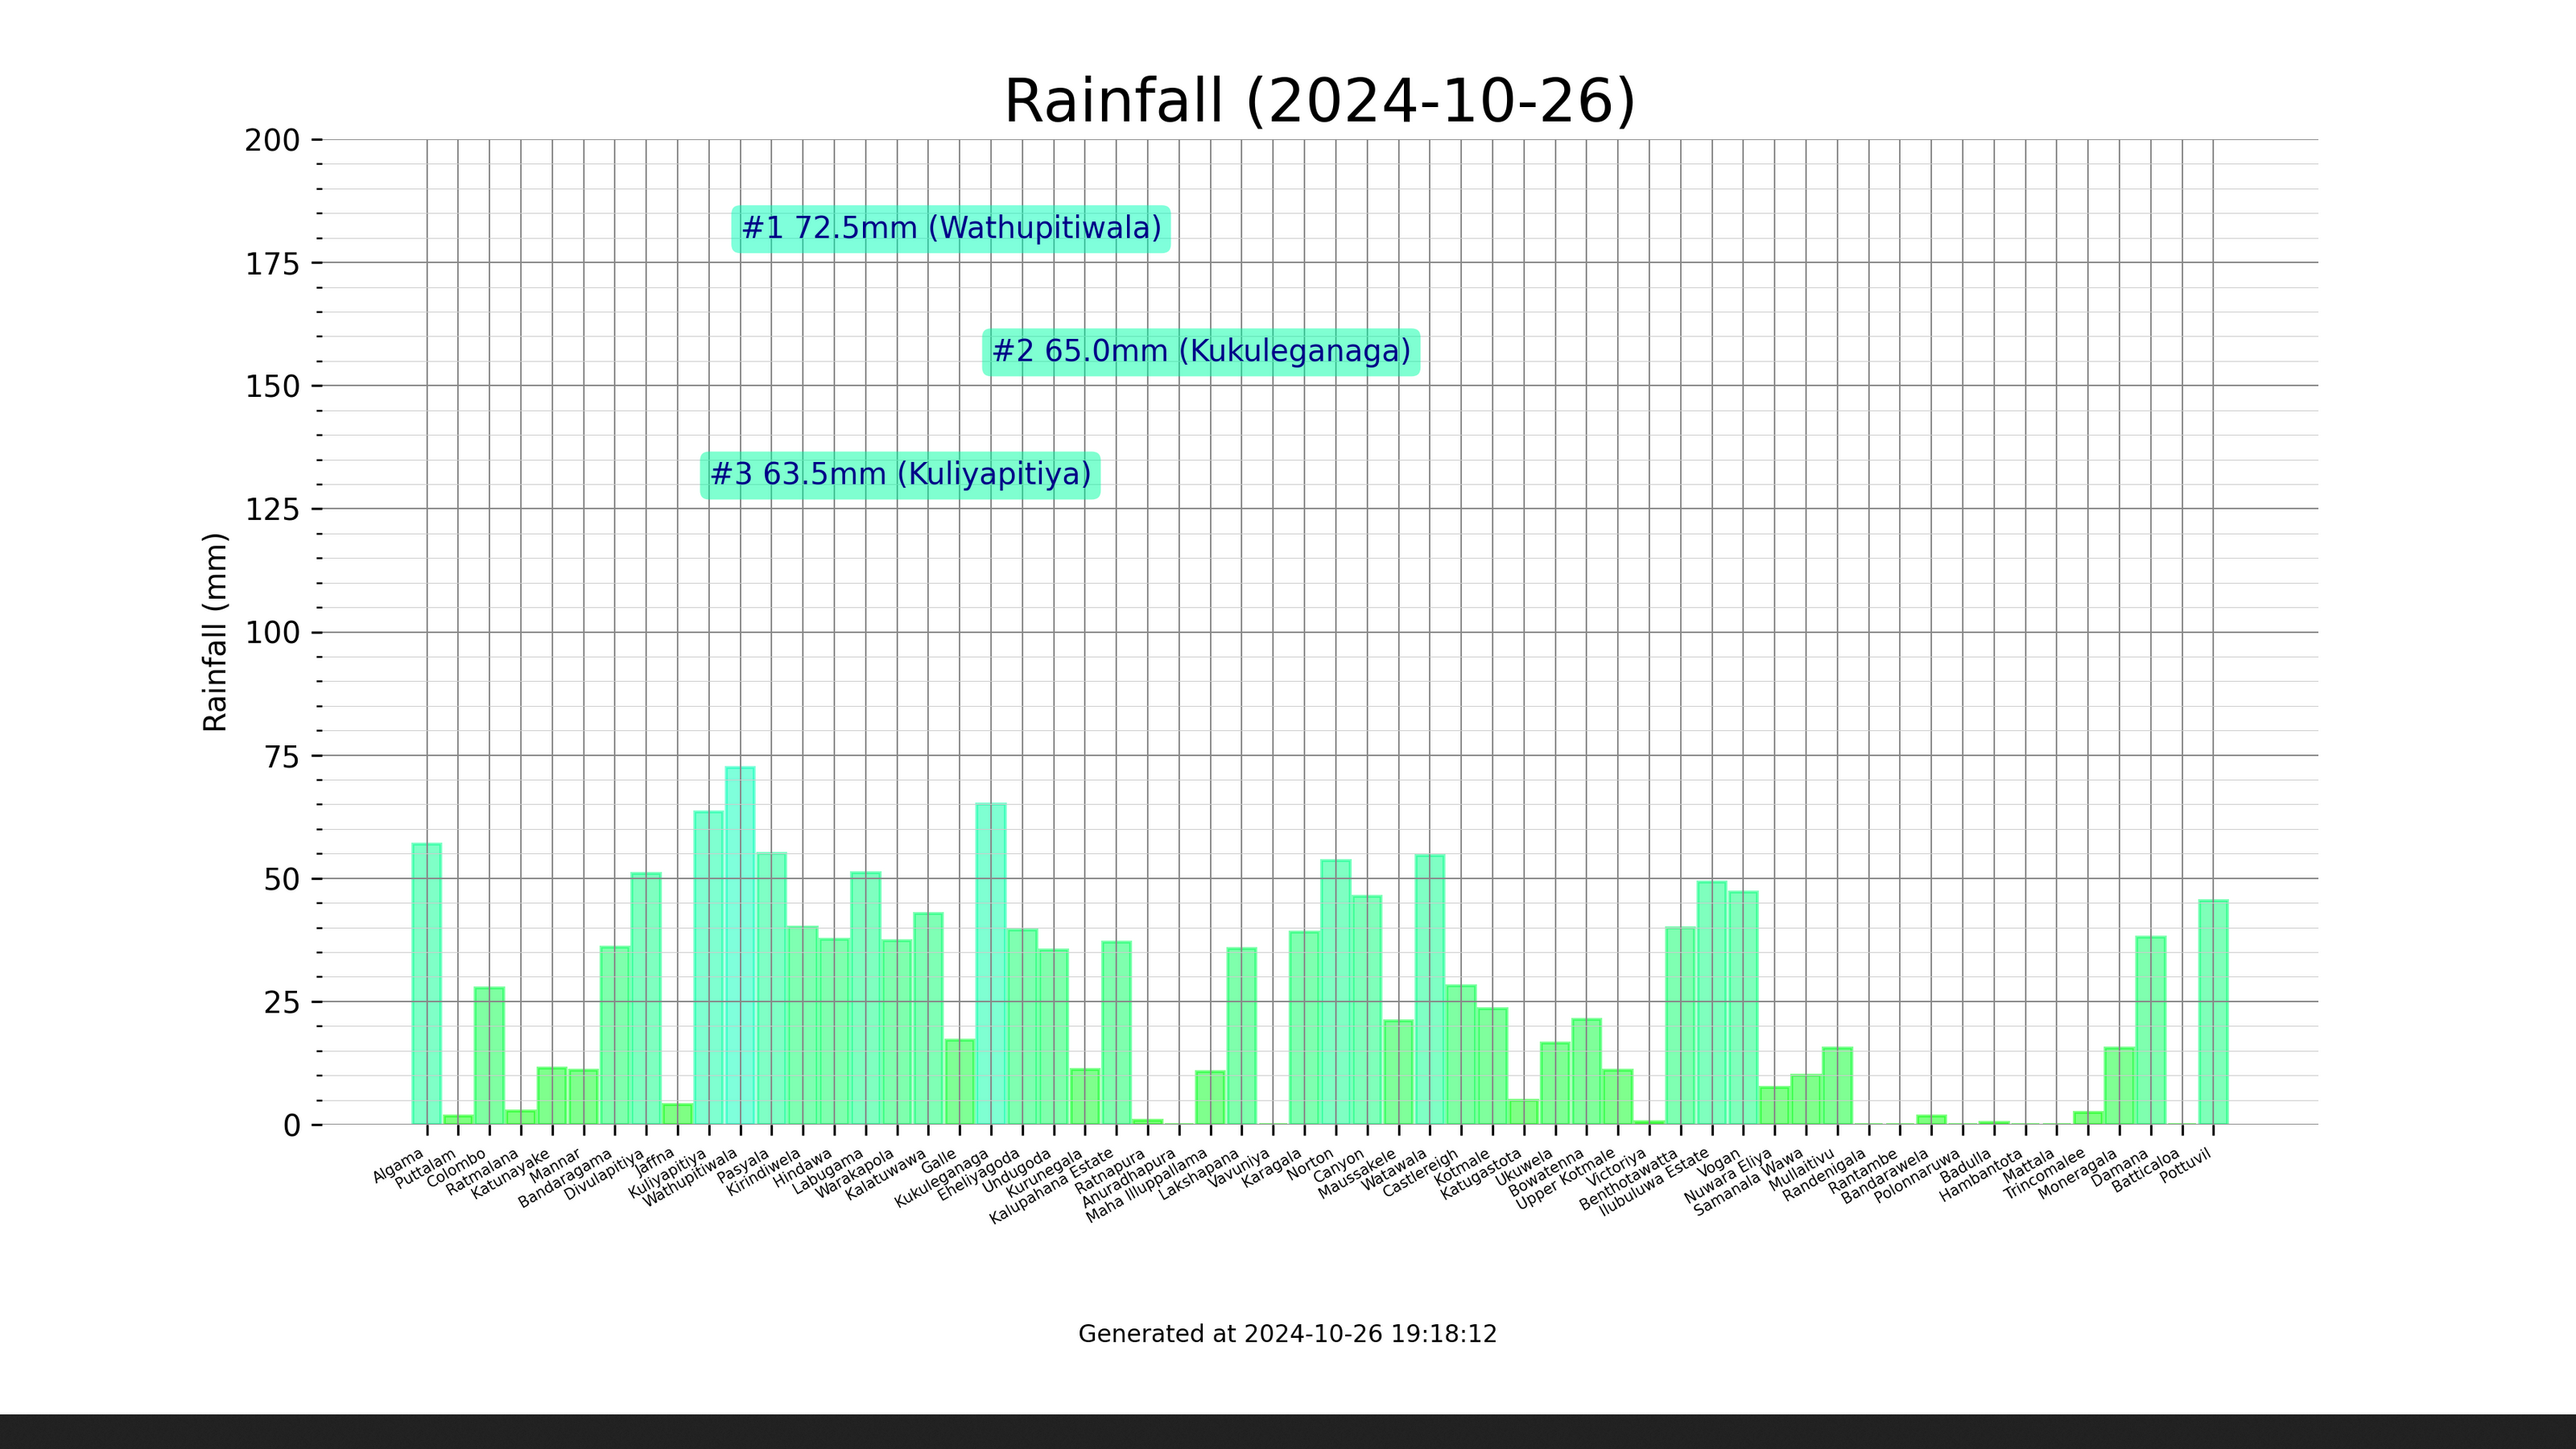 Rainfall (2024-10-26)
200
175
150
125
100
75
50
25
0
Rainfall (mm)
#1 72.5mm (Wathupitiwala)
#2 65.0mm (Kukuleganaga)
#3 63.5mm (Kuliyapitiya)
Algama
Puttalam
Colombo
Ratmalana
Katunayake
Mannar
Bandaragama
Divulapitiya
Jaffna
Kuliyapitiya
Wathupitiwala
Pasyala
Kirindiwela
Hindawa
Labugama
Warakapola
Kalatuwawa
Galle
Kukuleganaga
Eheliyagoda
Undugoda
Kurunegala
Kalupahana Estate
Ratnapura
Anuradhapura
Maha Illuppallama
Lakshapana
Vavuniya
Karagala
Norton
Canyon
Maussakele
Watawala
Castlereigh
Kotmale
Katugastota
Ukuwela
Bowatenna
Upper Kotmale
Victoriya
Benthotawatta
Ilubuluwa Estate
Vogan
Nuwara Eliya
Samanala Wawa
Mullaitivu
Randenigala
Rantambe
Bandarawela
Polonnaruwa
Badulla
Hambantota
Mattala
Trincomalee
Moneragala
Damana
Batticaloa
Pottuvil
Generated at 2024-10-26 19:18:12